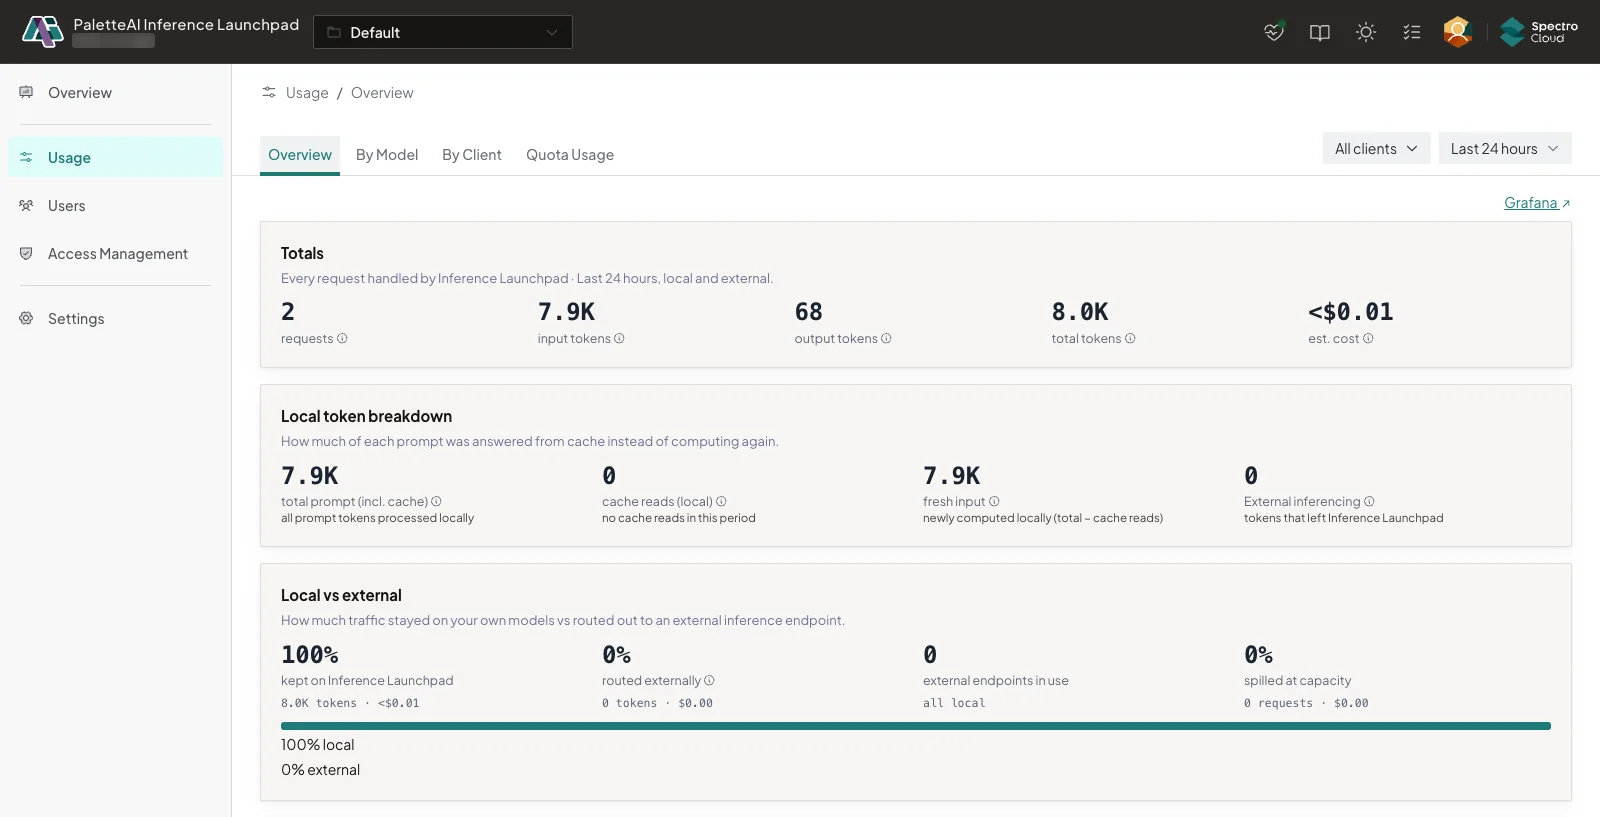 PaletteAI Inference Launchpad
Default
Spectro
Cloud
Overview
Usage
Users
Access Management
Settings
Usage / Overview
Overview
By Model
By Client
Quota Usage
All clients
Last 24 hours
Grafana ↗
Totals
Every request handled by Inference Launchpad · Last 24 hours, local and external.
2
requests
7.9K
input tokens
68
output tokens
8.0K
total tokens
<$0.01
est. cost
Local token breakdown
How much of each prompt was answered from cache instead of computing again.
7.9K
total prompt (incl. cache)
all prompt tokens processed locally
0
cache reads (local)
no cache reads in this period
7.9K
fresh input
newly computed locally (total – cache reads)
0
External inferencing
tokens that left Inference Launchpad
Local vs external
How much traffic stayed on your own models vs routed out to an external inference endpoint.
100%
kept on Inference Launchpad
8.0K tokens · <$0.01
0%
routed externally
0 tokens · $0.00
0
external endpoints in use
all local
0%
spilled at capacity
0 requests · $0.00
100% local
0% external